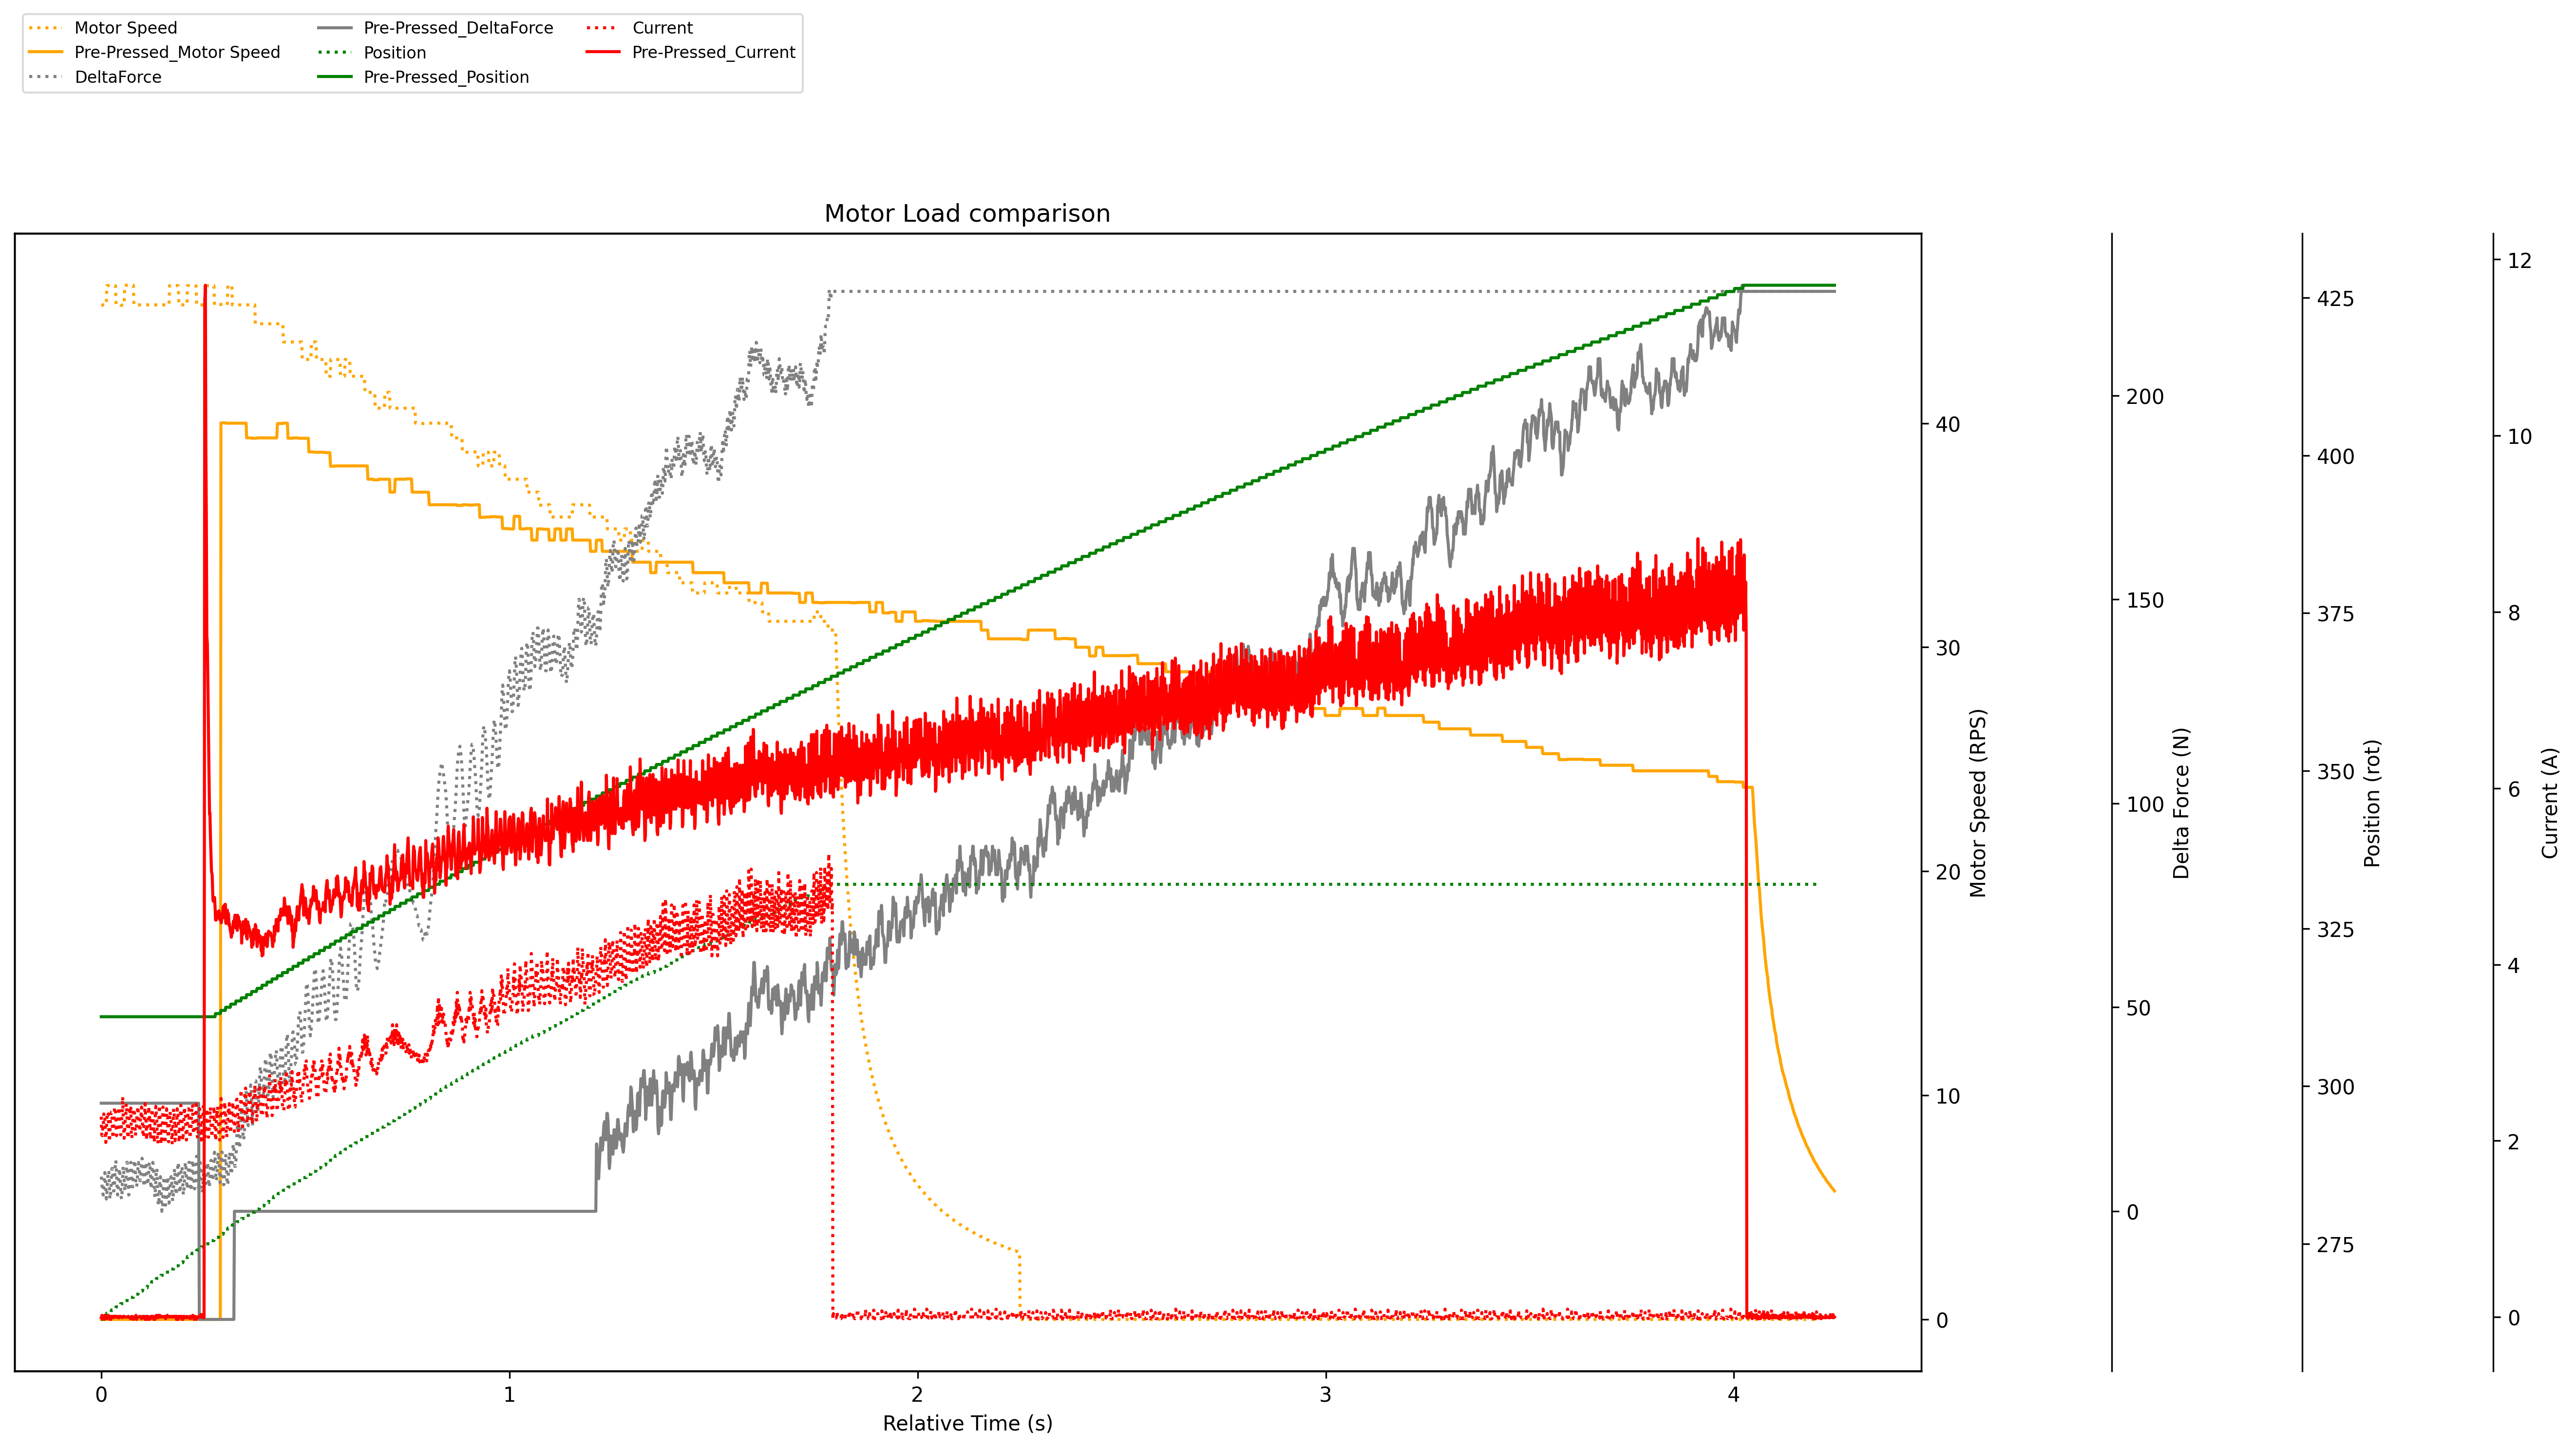 Motor Speed
Pre-Pressed_Motor Speed
DeltaForce
Pre-Pressed_DeltaForce
Position
Pre-Pressed_Position
Current
Pre-Pressed_Current
Motor Load comparison
40
30
20
10
0
Motor Speed (RPS)
200
150
100
50
0
Delta Force (N)
425
400
375
350
325
300
275
Position (rot)
12
10
8
6
4
2
0
Current (A)
0 1 2 3 4
Relative Time (s)